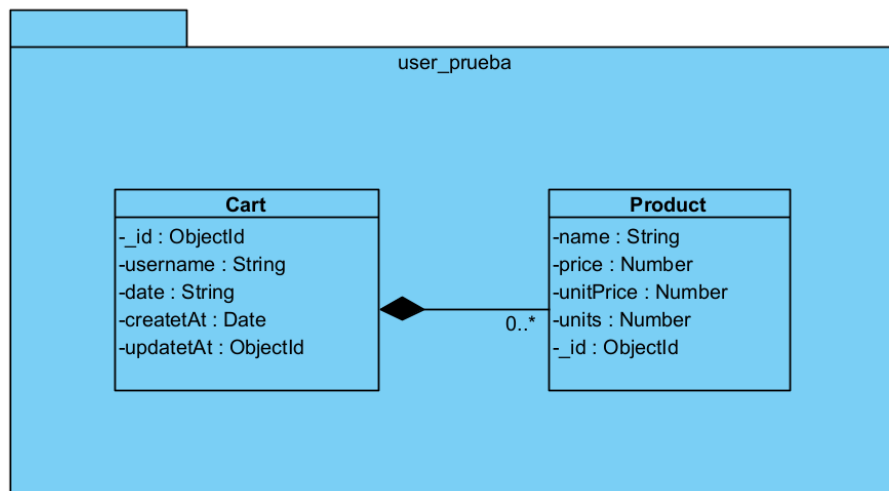 user_prueba
Cart
-_id : ObjectId
-username : String
-date : String
-createtAt : Date
-updatetAt : ObjectId
0..*
Product
-name : String
-price : Number
-unitPrice : Number
-units : Number
-_id : ObjectId